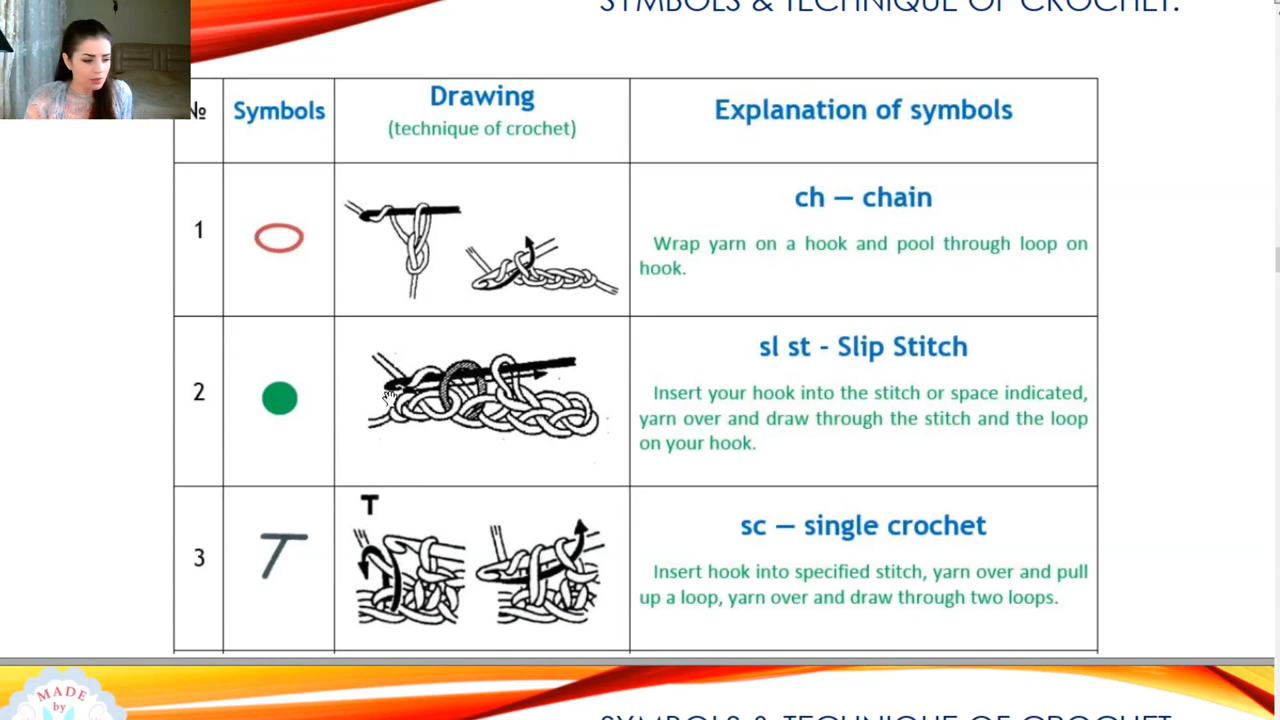 SYMBOLS & TECHNIQUE OF CROCHET.
№ Symbols Drawing Explanation of symbols
(technique of crochet)
1
ch — chain
Wrap yarn on a hook and pool through loop on
hook.
2
sl st - Slip Stitch
Insert your hook into the stitch or space indicated,
yarn over and draw through the stitch and the loop
on your hook.
3
T
T
sc — single crochet
Insert hook into specified stitch, yarn over and pull
up a loop, yarn over and draw through two loops.
MADE
by
SYMBOLS & TECHNIQUE OF CROCHET